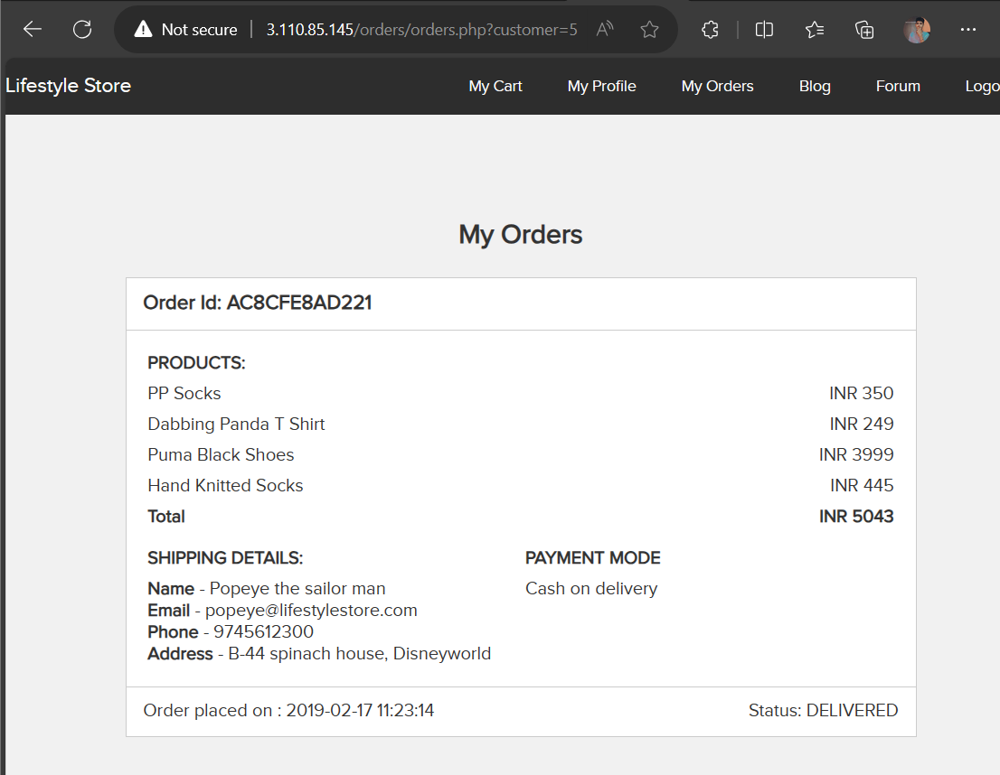 Not secure 3.110.85.145/orders/orders.php?customer=5
Lifestyle Store My Cart My Profile My Orders Blog Forum Logo
My Orders
Order Id: AC8CFE8AD221
PRODUCTS:
PP Socks INR 350
Dabbing Panda T Shirt INR 249
Puma Black Shoes INR 3999
Hand Knitted Socks INR 445
Total INR 5043
SHIPPING DETAILS: PAYMENT MODE
Name - Popeye the sailor man Cash on delivery
Email - popeye@lifestylestore.com
Phone - 9745612300
Address - B-44 spinach house, Disneyworld
Order placed on : 2019-02-17 11:23:14 Status: DELIVERED